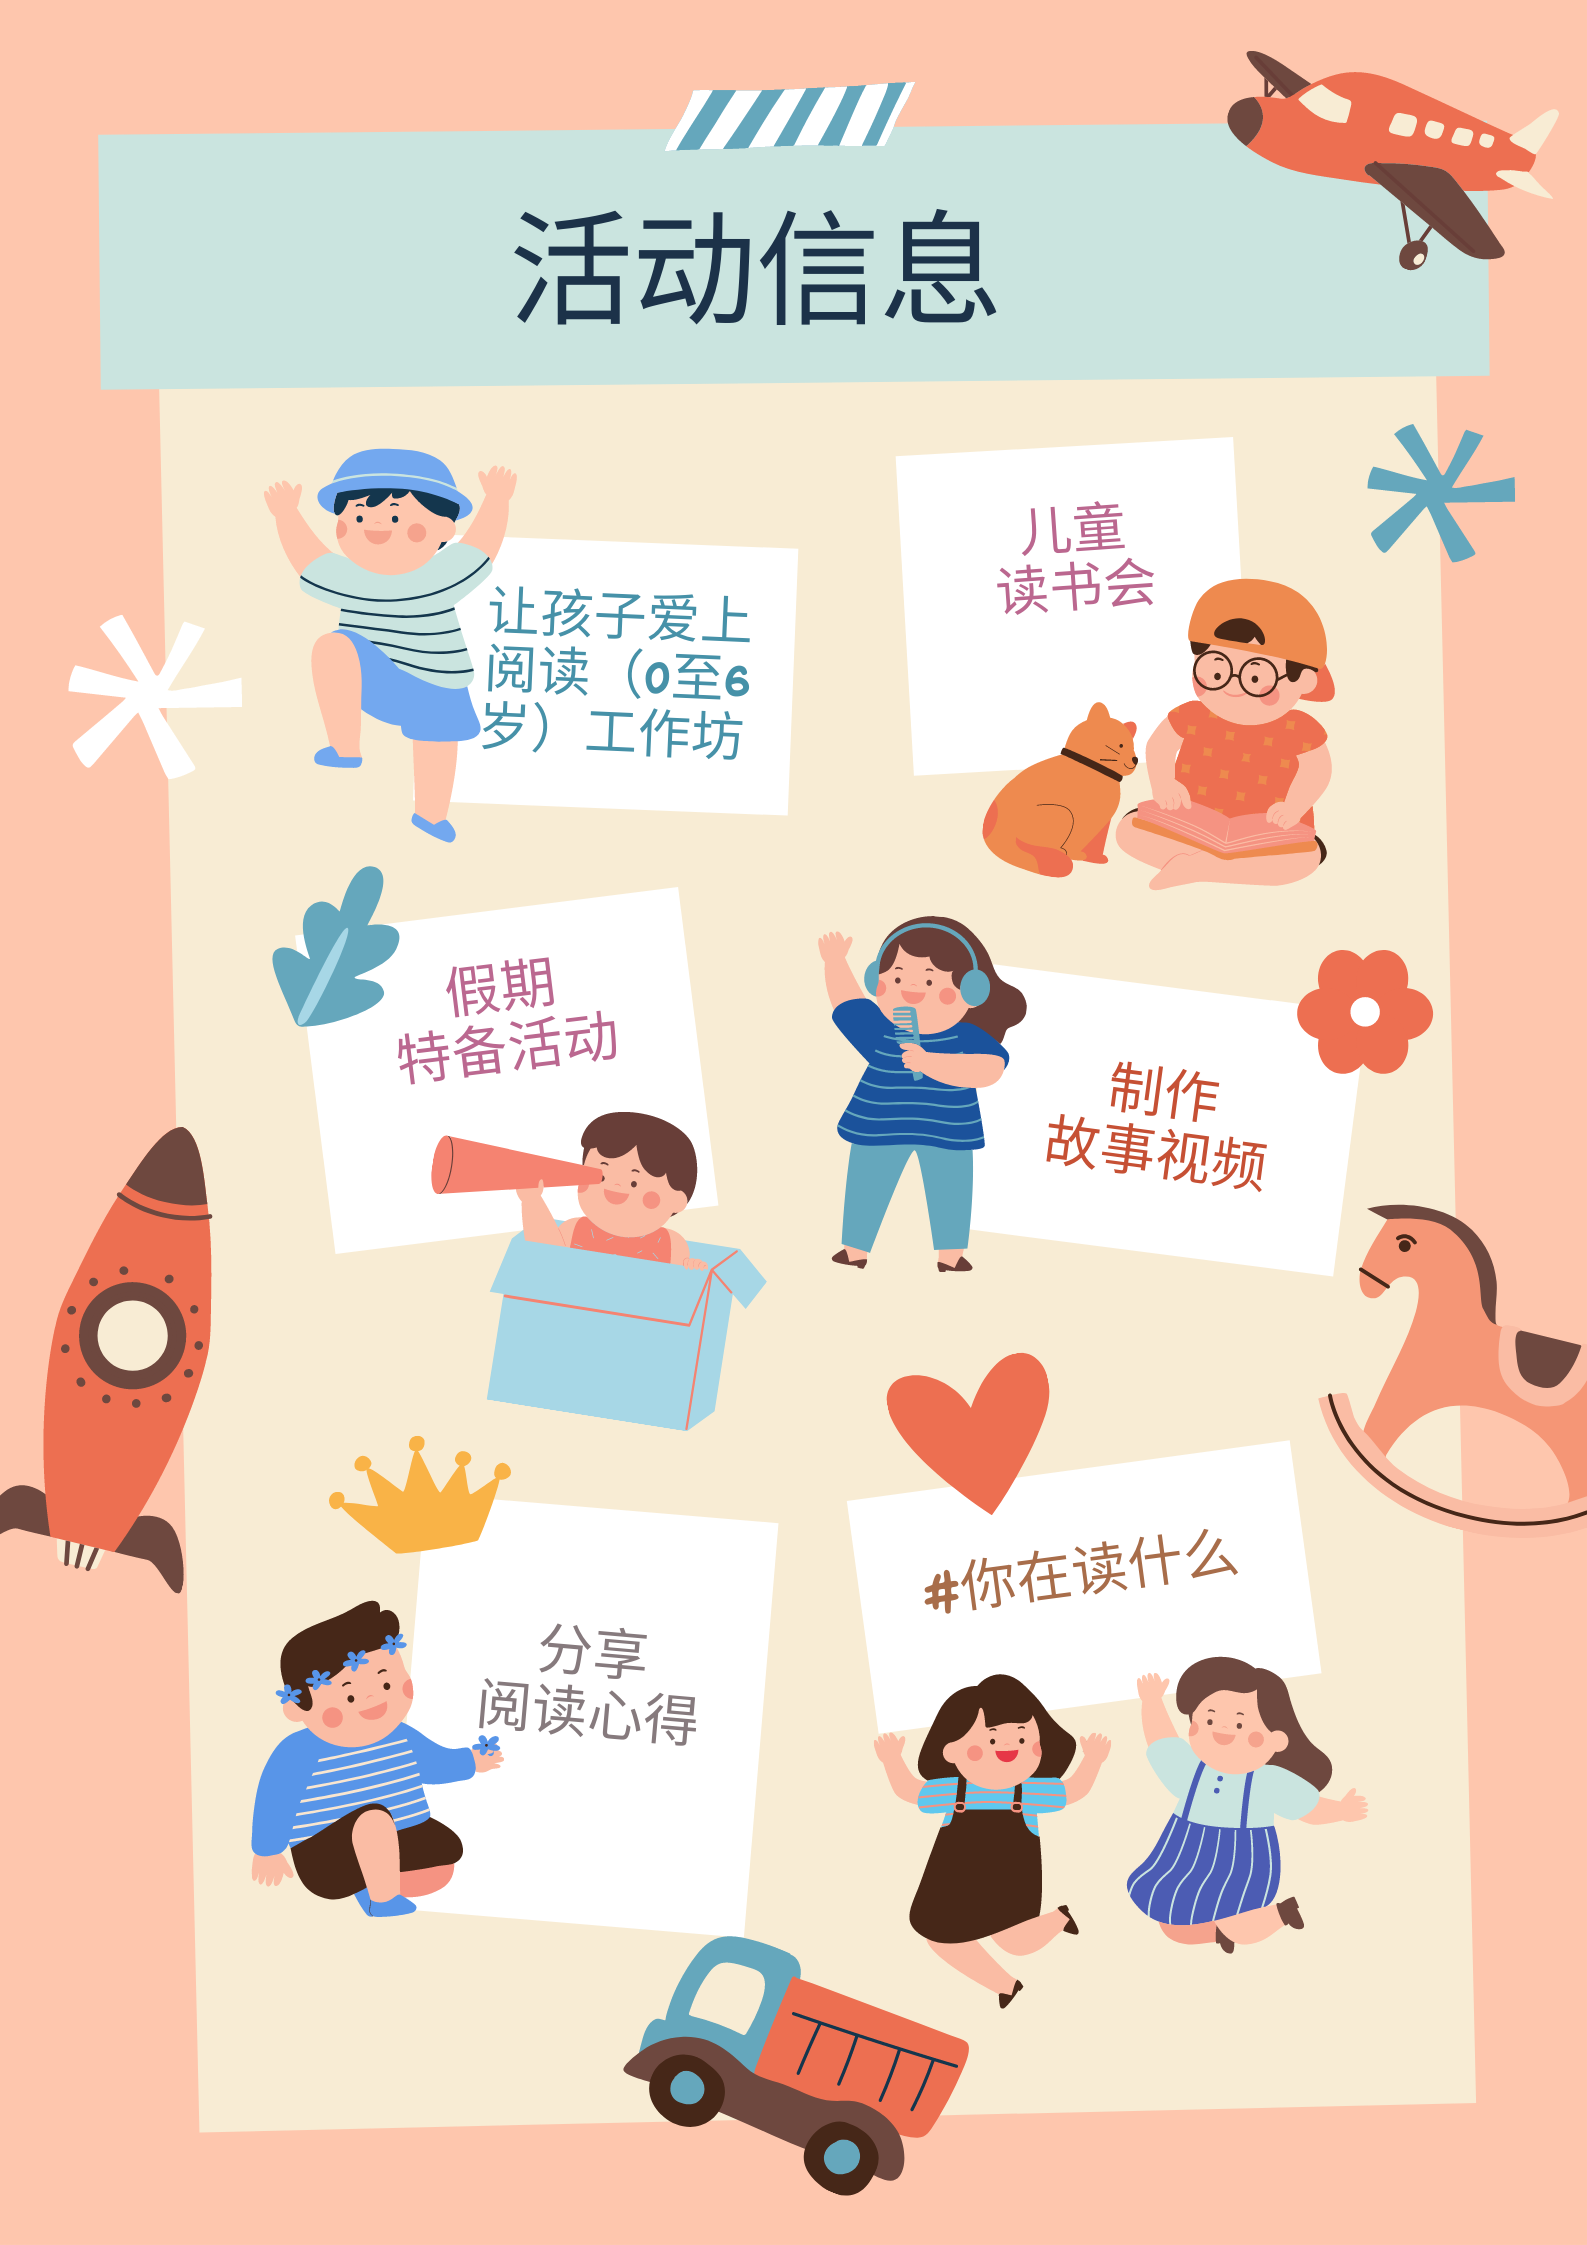 活动信息
让孩子爱上
阅读（0至6
岁）工作坊
儿童
读书会
假期
特备活动
制作
故事视频
分享
阅读心得
#你在读什么